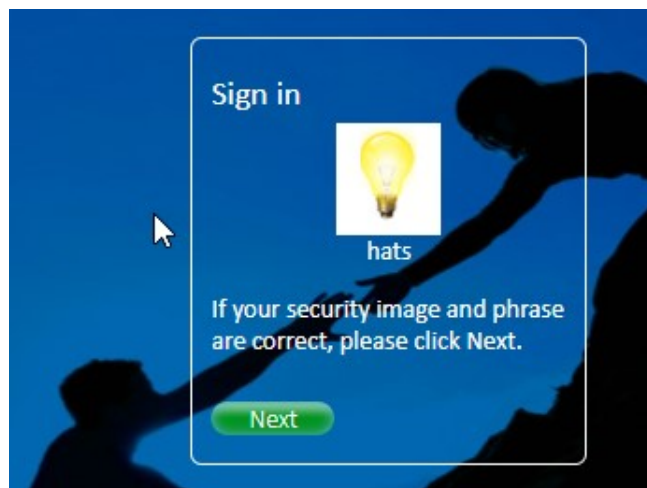 Sign in
hats
If your security image and phrase
are correct, please click Next.
Next